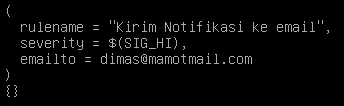 (
  rulename = "Kirim Notifikasi ke email",
  severity = $(SIG_HI),
  emailto = dimas@mamotmail.com
)
{}